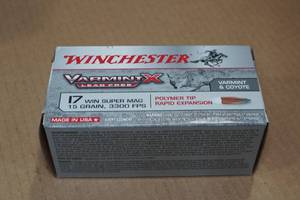 WINCHESTER
VARMINT X
LEAD FREE
VARMINT
& COYOTE
17 WIN SUPER MAG
15 GRAIN, 3300 FPS
POLYMER TIP
RAPID EXPANSION
MADE IN USA